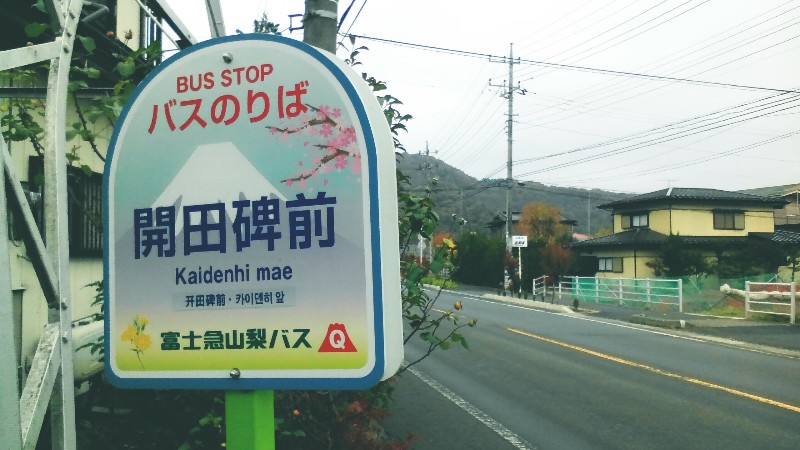 BUS STOP
バスのりば
開田碑前
Kaidenhi mae
开田碑前・카이덴히 앞
富士急山梨バス Q